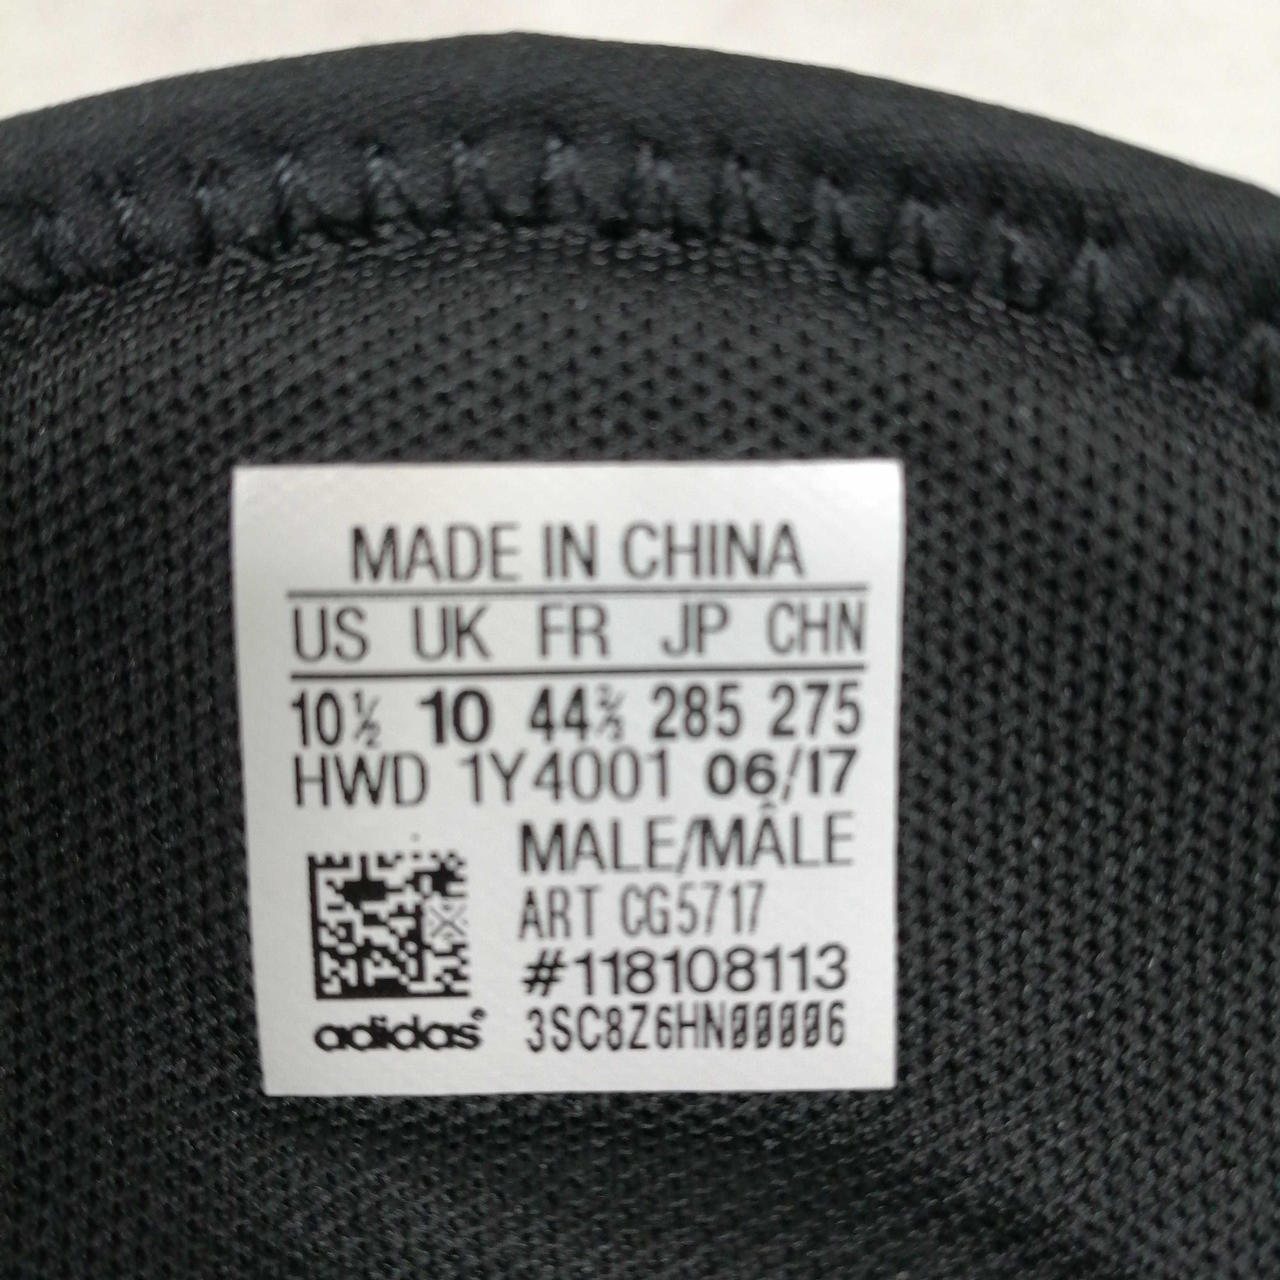 MADE IN CHINA
US UK FR JP CHN
10½ 10 44⅔ 285 275
HWD 1Y4001 06/17
MALE/MÂLE
ART CG5717
#118108113
adidas® 3SC8Z6HN000006